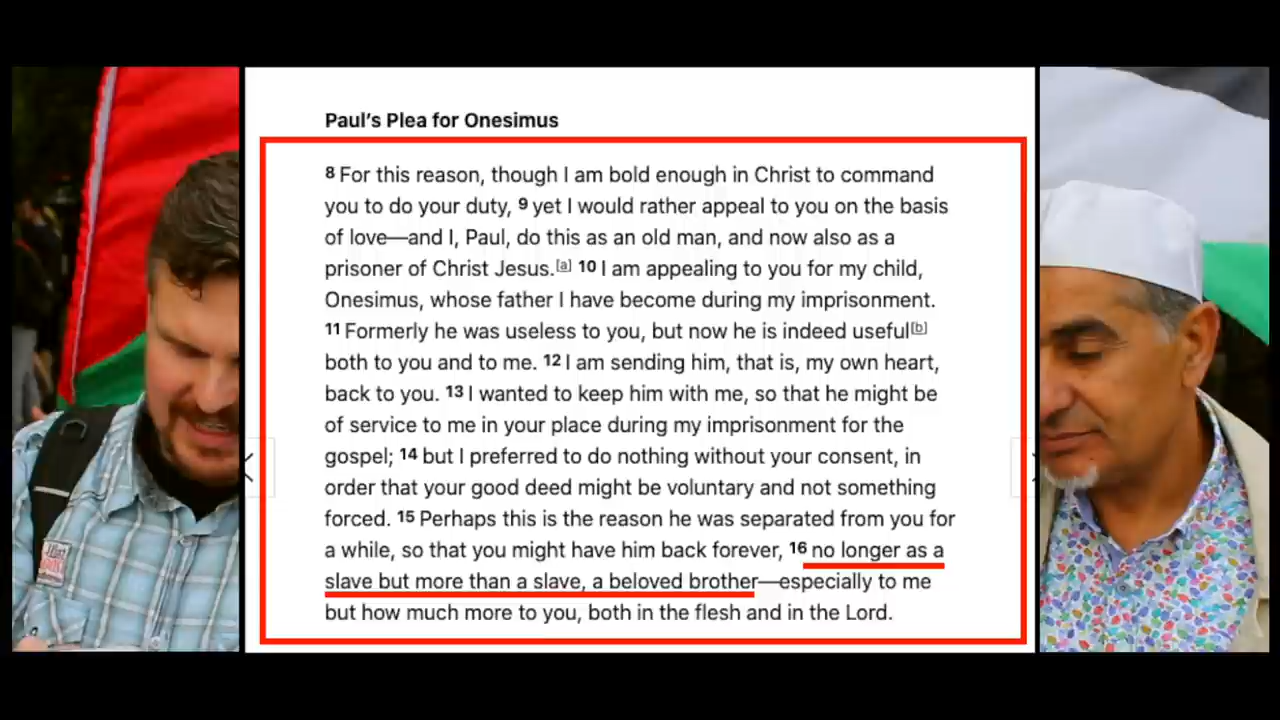 Paul's Plea for Onesimus
8 For this reason, though I am bold enough in Christ to command
you to do your duty, 9 yet I would rather appeal to you on the basis
of love—and I, Paul, do this as an old man, and now also as a
prisoner of Christ Jesus.[a] 10 I am appealing to you for my child,
Onesimus, whose father I have become during my imprisonment.
11 Formerly he was useless to you, but now he is indeed useful[b]
both to you and to me. 12 I am sending him, that is, my own heart,
back to you. 13 I wanted to keep him with me, so that he might be
of service to me in your place during my imprisonment for the
gospel; 14 but I preferred to do nothing without your consent, in
order that your good deed might be voluntary and not something
forced. 15 Perhaps this is the reason he was separated from you for
a while, so that you might have him back forever, 16 no longer as a
slave but more than a slave, a beloved brother—especially to me
but how much more to you, both in the flesh and in the Lord.